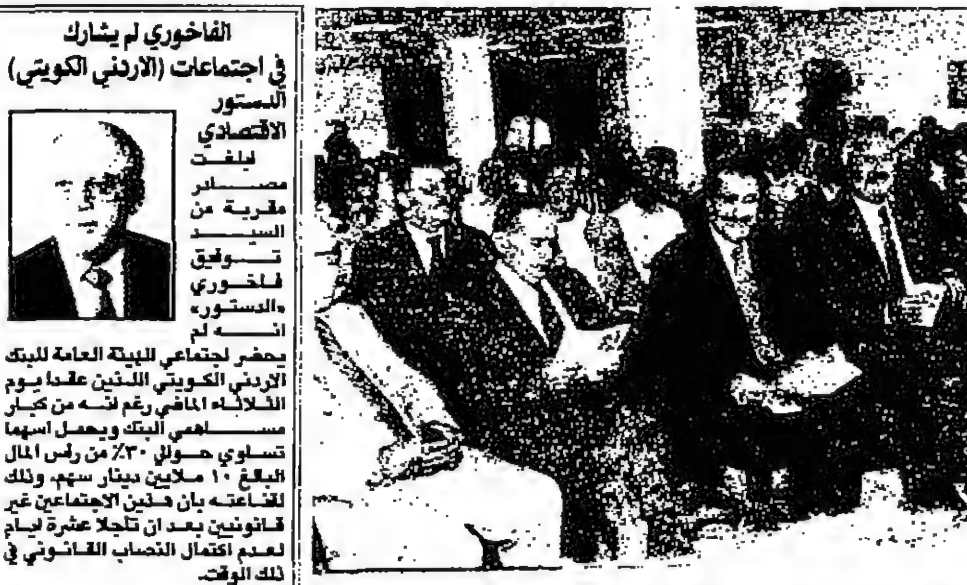 الفاخوري لم يشارك
في اجتماعات (الاردني الكويتي)
الدستور
الاقتصادي
ابلغت
مصادر
مقربة من
السيد
توفيق
فاخوري
«الدستور»
انه لم
يحضر اجتماعي الهيئة العامة للبنك
الاردني الكويتي اللذين عقدا يوم
الثلاثاء الماضي رغم انه من كبار
مساهمي البنك ويحمل اسهما
تساوي حوالي ٣٠٪ من رأس المال
البالغ ١٠ ملايين دينار سهم، وذلك
لقناعته بان هذين الاجتماعين غير
قانونيين بعد ان تأجلا عشرة ايام
لعدم اكتمال النصاب القانوني في
ذلك الوقت.